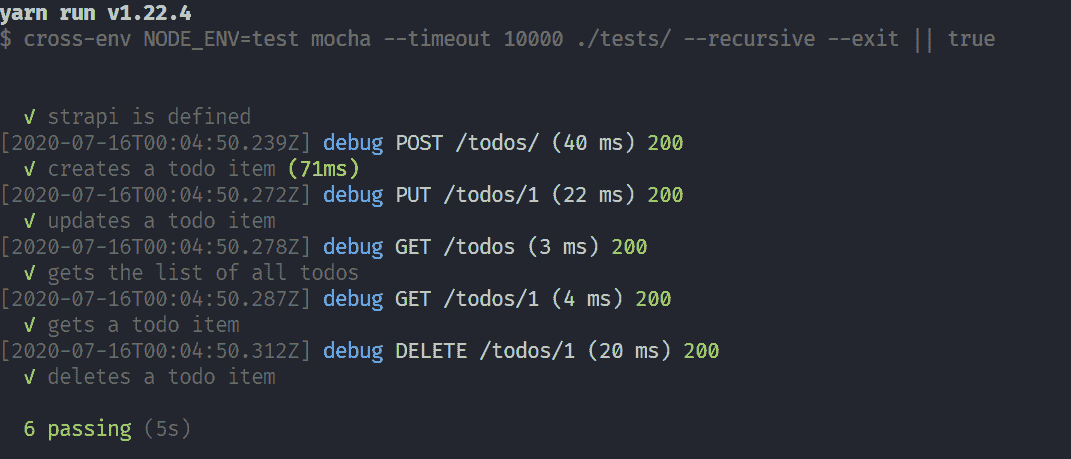 yarn run v1.22.4
$ cross-env NODE_ENV=test mocha --timeout 10000 ./tests/ --recursive --exit || true
√ strapi is defined
[2020-07-16T00:04:50.239Z] debug POST /todos/ (40 ms) 200
√ creates a todo item (71ms)
[2020-07-16T00:04:50.272Z] debug PUT /todos/1 (22 ms) 200
√ updates a todo item
[2020-07-16T00:04:50.278Z] debug GET /todos (3 ms) 200
√ gets the list of all todos
[2020-07-16T00:04:50.287Z] debug GET /todos/1 (4 ms) 200
√ gets a todo item
[2020-07-16T00:04:50.312Z] debug DELETE /todos/1 (20 ms) 200
√ deletes a todo item
6 passing (5s)